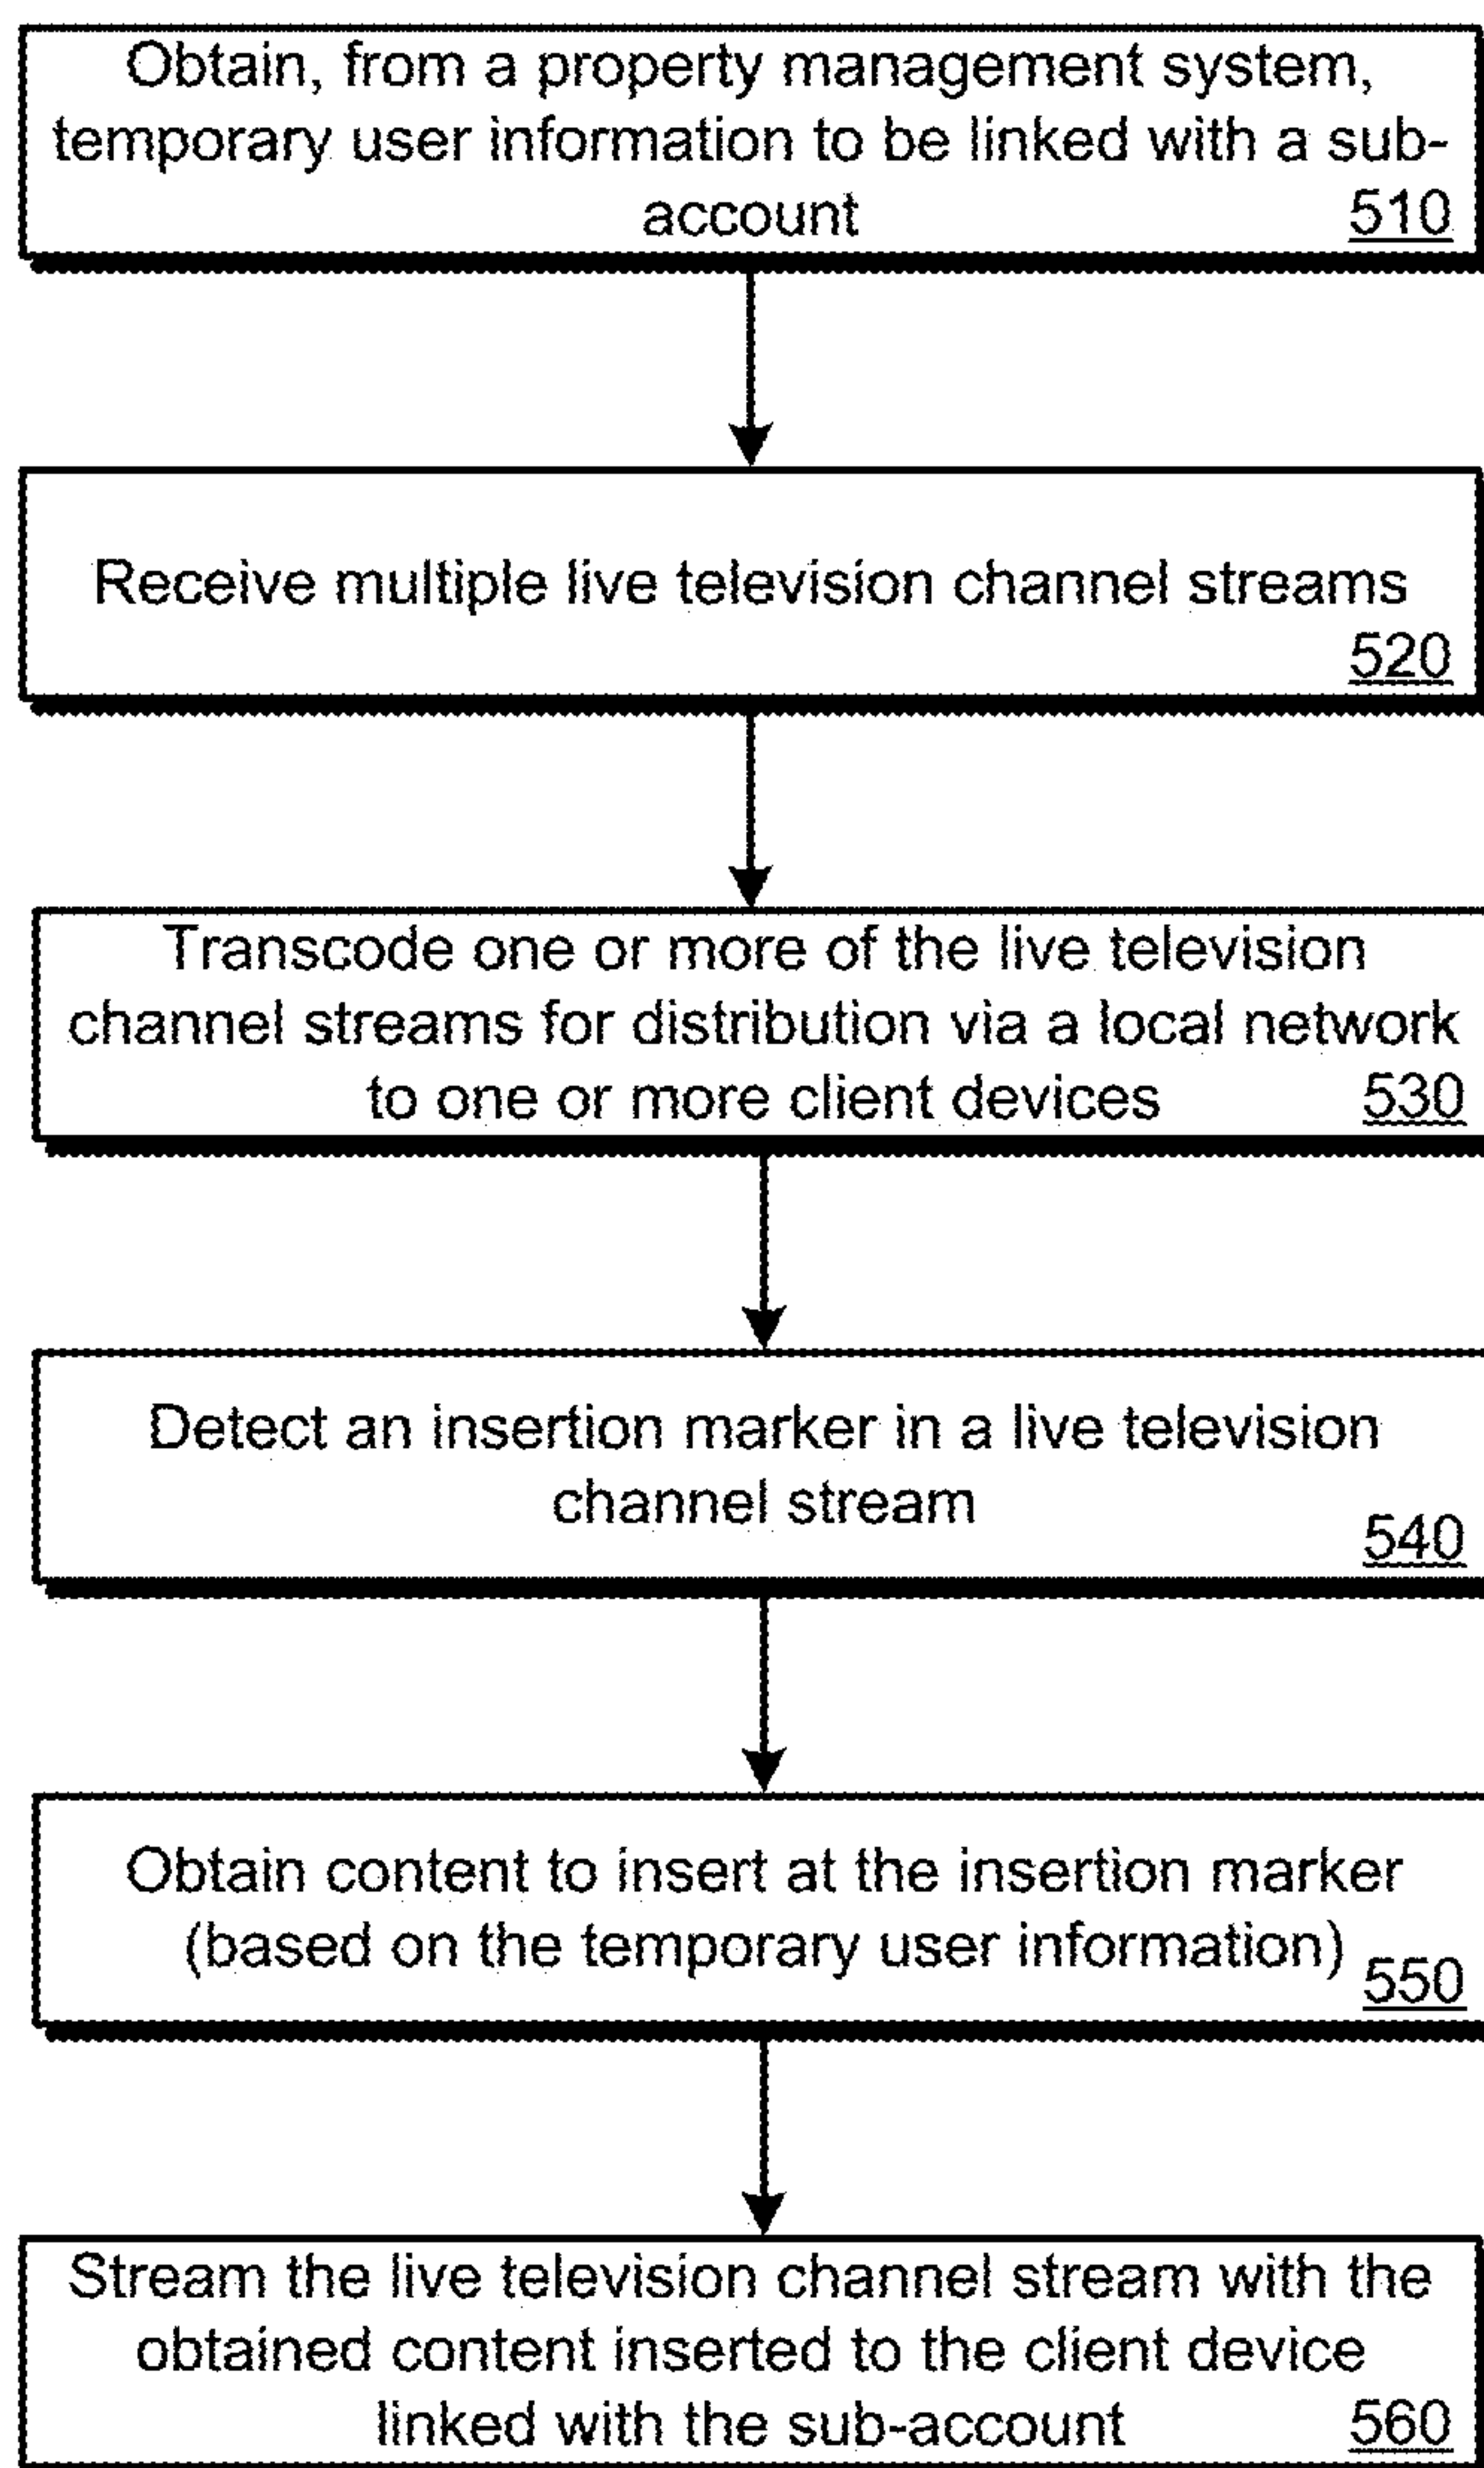 Obtain, from a property management system,
temporary user information to be linked with a sub-
account 510
Receive multiple live television channel streams
520
Transcode one or more of the live television
channel streams for distribution via a local network
to one or more client devices 530
Detect an insertion marker in a live television
channel stream
540
Obtain content to insert at the insertion marker
(based on the temporary user information)
550
Stream the live television channel stream with the
obtained content inserted to the client device
linked with the sub-account 560